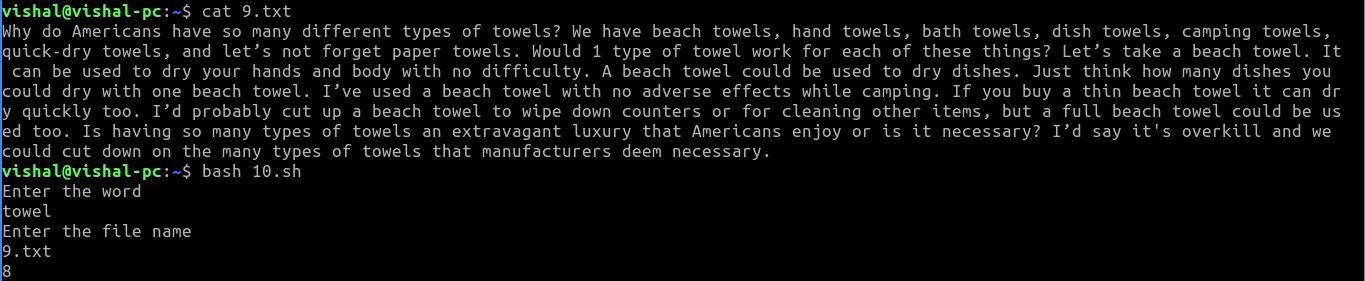 vishal@vishal-pc:~$ cat 9.txt
Why do Americans have so many different types of towels? We have beach towels, hand towels, bath towels, dish towels, camping towels,
quick-dry towels, and let’s not forget paper towels. Would 1 type of towel work for each of these things? Let’s take a beach towel. It
 can be used to dry your hands and body with no difficulty. A beach towel could be used to dry dishes. Just think how many dishes you
could dry with one beach towel. I’ve used a beach towel with no adverse effects while camping. If you buy a thin beach towel it can dr
y quickly too. I’d probably cut up a beach towel to wipe down counters or for cleaning other items, but a full beach towel could be us
ed too. Is having so many types of towels an extravagant luxury that Americans enjoy or is it necessary? I’d say it's overkill and we
could cut down on the many types of towels that manufacturers deem necessary.
vishal@vishal-pc:~$ bash 10.sh
Enter the word
towel
Enter the file name
9.txt
8